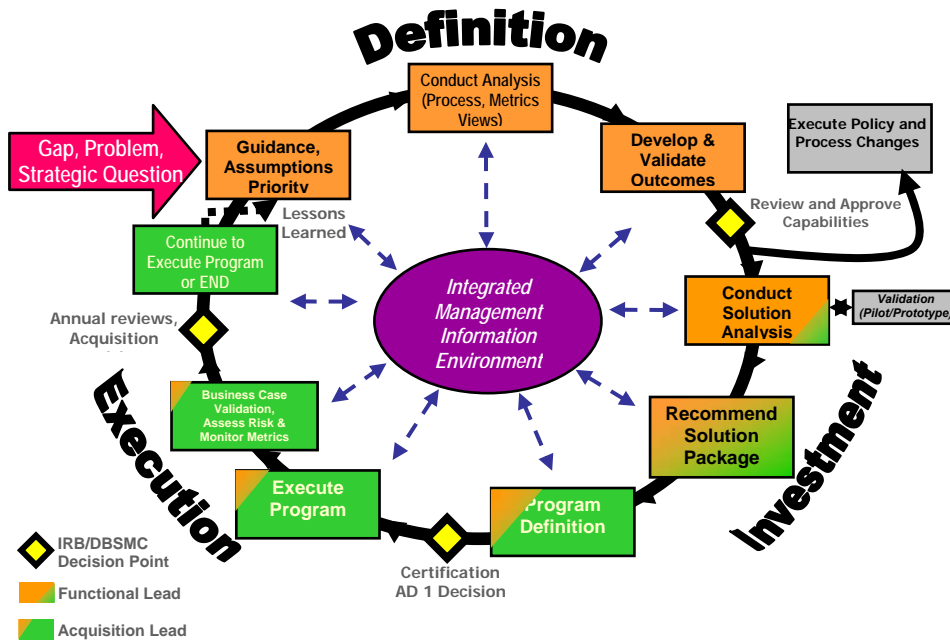 Definition
Conduct Analysis
(Process, Metrics
Views)
Gap, Problem,
Strategic Question
Guidance,
Assumptions
Priority
Develop &
Validate
Outcomes
Execute Policy and
Process Changes
Review and Approve
Capabilities
Lessons
Learned
Continue to
Execute Program
or END
Integrated
Management
Information
Environment
Conduct
Solution
Analysis
Validation
(Pilot/Prototype)
Annual reviews,
Acquisition
Business Case
Validation,
Assess Risk &
Monitor Metrics
Recommend
Solution
Package
Execution
Investment
Execute
Program
Program
Definition
Certification
AD 1 Decision
IRB/DBSMC
Decision Point
Functional Lead
Acquisition Lead